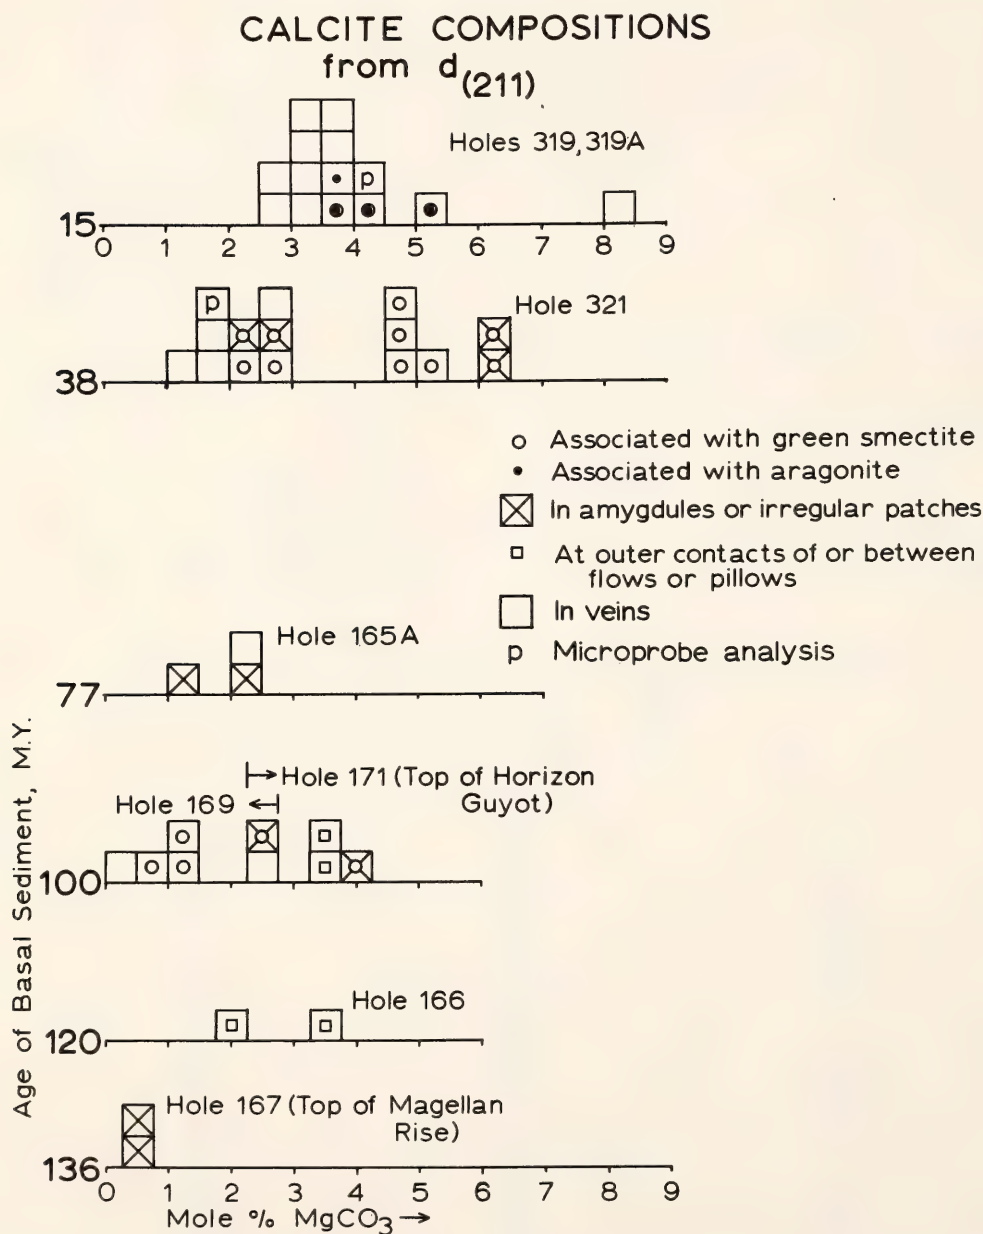 CALCITE COMPOSITIONS
from d(211)
Holes 319, 319A
p
15
0 1 2 3 4 5 6 7 8 9
Hole 321
p
38
Associated with green smectite
Associated with aragonite
In amygdules or irregular patches
At outer contacts of or between
flows or pillows
In veins
p Microprobe analysis
Hole 165A
77
Hole 171 (Top of Horizon
Guyot)
Hole 169
100
Hole 166
120
Hole 167 (Top of Magellan
Rise)
136
0 1 2 3 4 5 6 7 8 9
Mole % MgCO3 →
Age of Basal Sediment, M.Y.